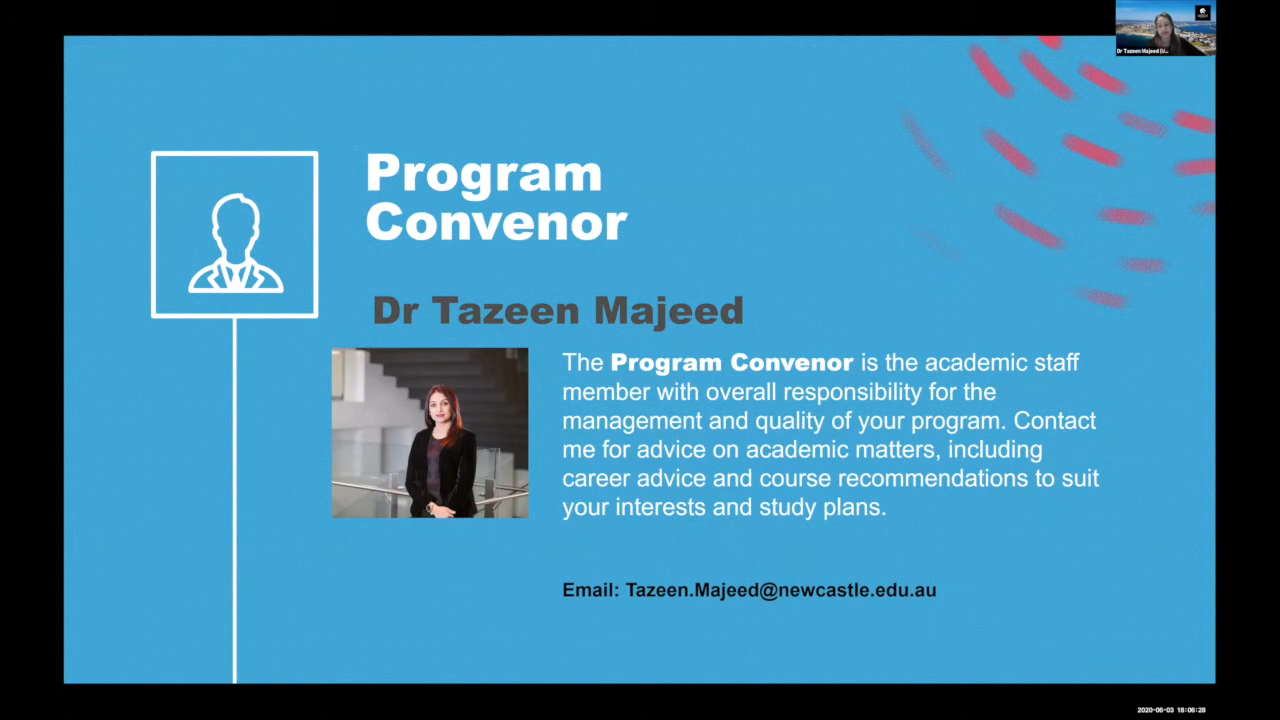 Dr Tazeen Majeed (U...
Program
Convenor
Dr Tazeen Majeed
The Program Convenor is the academic staff
member with overall responsibility for the
management and quality of your program. Contact
me for advice on academic matters, including
career advice and course recommendations to suit
your interests and study plans.
Email: Tazeen.Majeed@newcastle.edu.au
2020-06-03 18:06:28